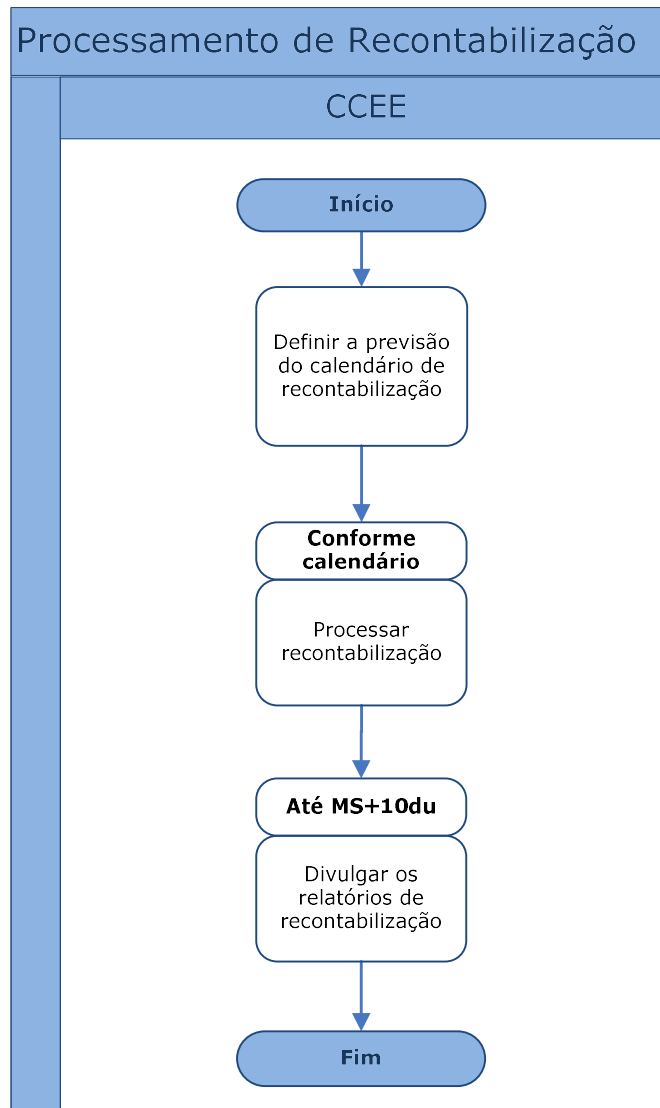 Processamento de Recontabilização
CCEE
Início
Definir a previsão
do calendário de
recontabilização
Conforme
calendário
Processar
recontabilização
Até MS+10du
Divulgar os
relatórios de
recontabilização
Fim